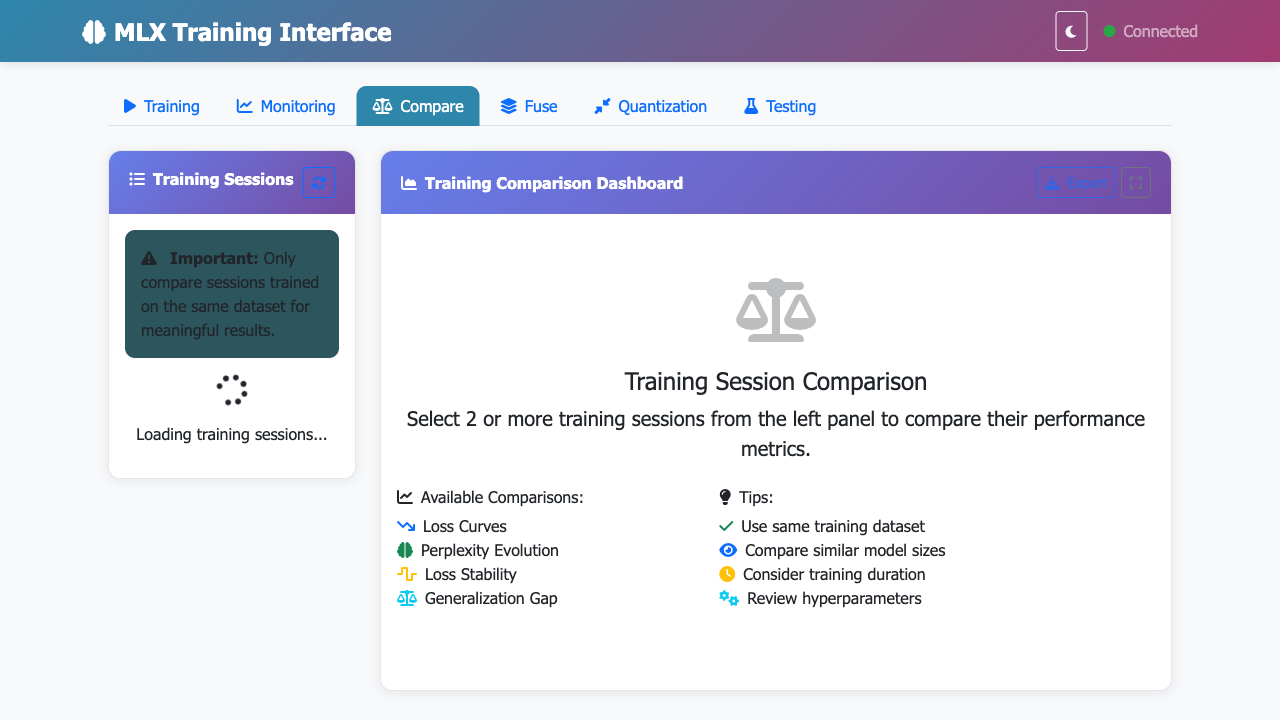 MLX Training Interface
Connected
Training
Monitoring
Compare
Fuse
Quantization
Testing
Training Sessions
Important: Only
compare sessions trained
on the same dataset for
meaningful results.
Loading training sessions...
Training Comparison Dashboard
Export
Training Session Comparison
Select 2 or more training sessions from the left panel to compare their performance
metrics.
Available Comparisons:
Loss Curves
Perplexity Evolution
Loss Stability
Generalization Gap
Tips:
Use same training dataset
Compare similar model sizes
Consider training duration
Review hyperparameters